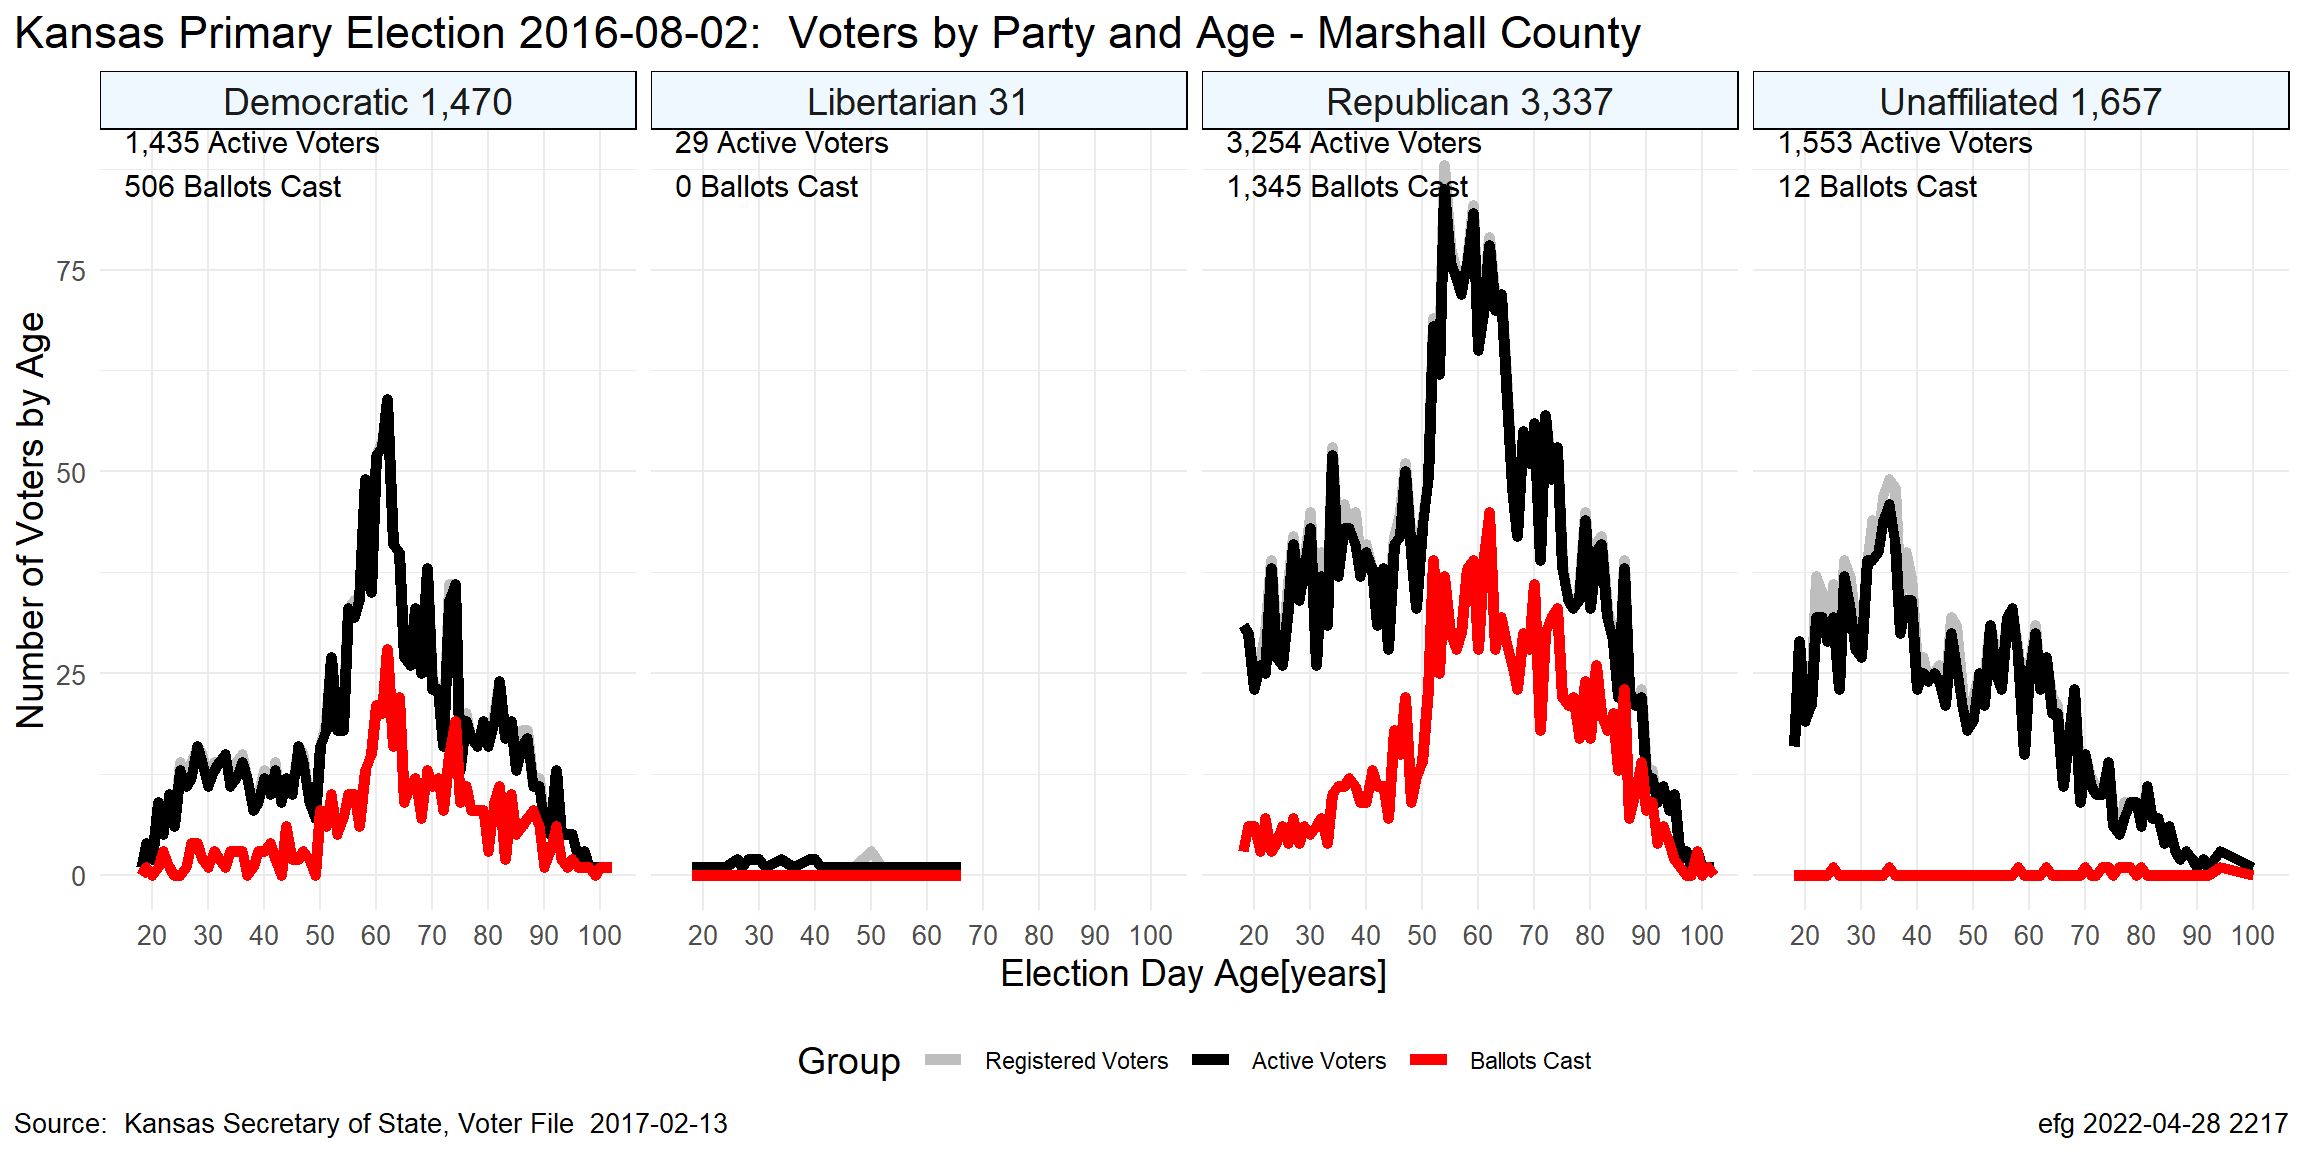 Kansas Primary Election 2016-08-02:  Voters by Party and Age - Marshall County
Democratic 1,470
Libertarian 31
Republican 3,337
Unaffiliated 1,657
1,435 Active Voters
506 Ballots Cast
29 Active Voters
0 Ballots Cast
3,254 Active Voters
1,345 Ballots Cast
1,553 Active Voters
12 Ballots Cast
Number of Voters by Age
75
50
25
0
20 30 40 50 60 70 80 90 100
20 30 40 50 60 70 80 90 100
20 30 40 50 60 70 80 90 100
20 30 40 50 60 70 80 90 100
Election Day Age[years]
Group Registered Voters Active Voters Ballots Cast
Source:  Kansas Secretary of State, Voter File  2017-02-13
efg 2022-04-28 2217